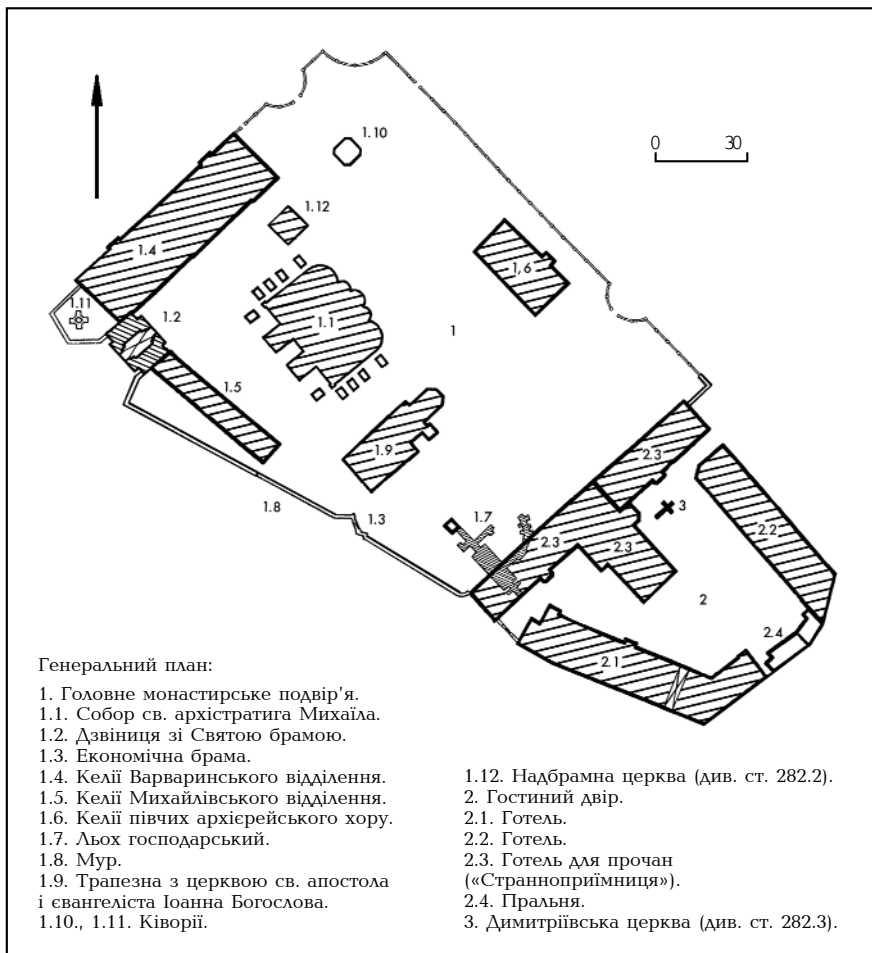 0 30
1.10
1.12
1.4
1,6
1.11
1.2
1.1
1
1.5
1.9
2.3
3
2.2
1.8
1.3
1.7
2.3
2.3
2
2.4
2.1
Генеральний план:
1. Головне монастирське подвір'я.
1.1. Собор св. архістратига Михаїла.
1.2. Дзвіниця зі Святою брамою.
1.3. Економічна брама.
1.4. Келії Варваринського відділення.
1.5. Келії Михайлівського відділення.
1.6. Келії півчих архієрейського хору.
1.7. Льох господарський.
1.8. Мур.
1.9. Трапезна з церквою св. апостола
і євангеліста Іоанна Богослова.
1.10., 1.11. Ківорії.
1.12. Надбрамна церква (див. ст. 282.2).
2. Гостиний двір.
2.1. Готель.
2.2. Готель.
2.3. Готель для прочан
(«Странноприїмниця»).
2.4. Пральня.
3. Димитріївська церква (див. ст. 282.3).